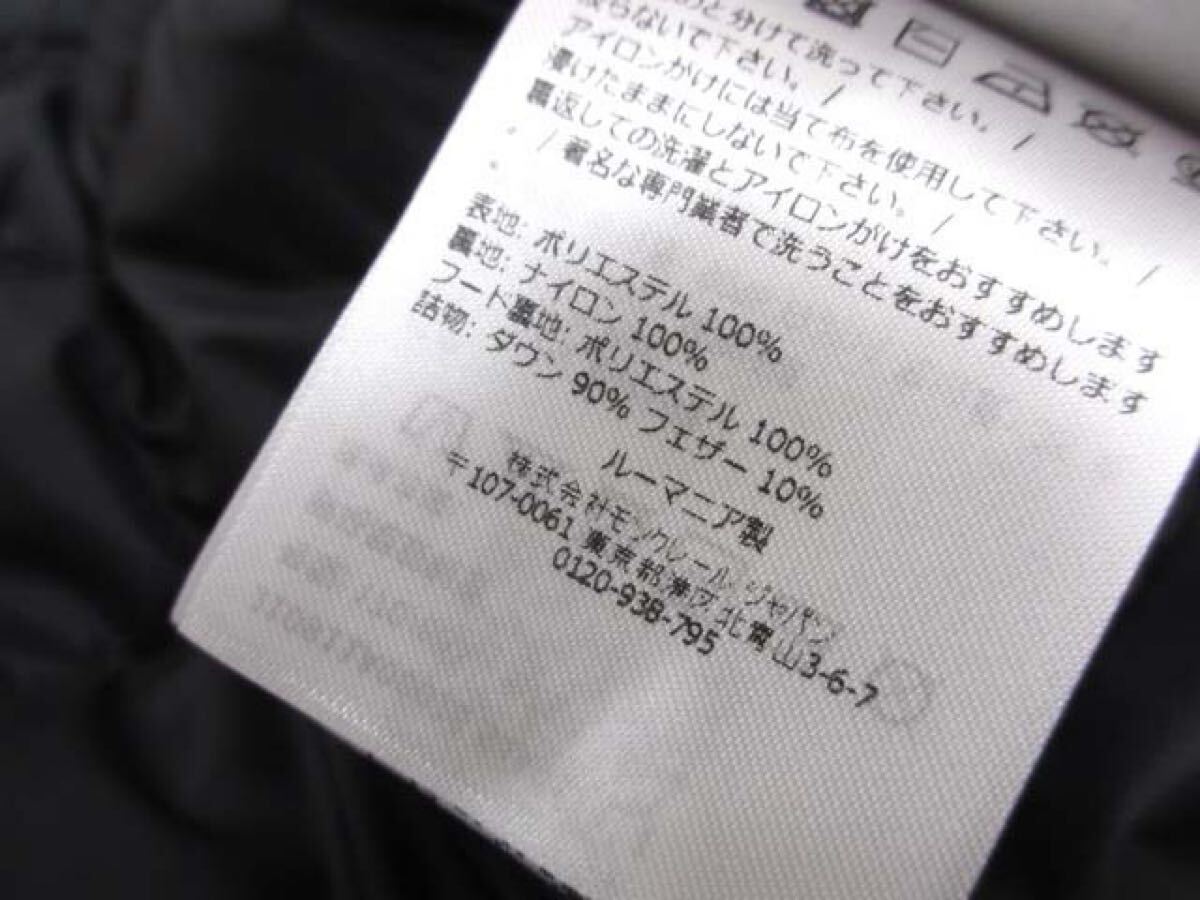 分けて洗って下さい。 /
ないで下さい。 /
アイロンがけには当て布を使用して下さい。 /
漬けたままにしないで下さい。 /
裏返しての洗濯とアイロンがけをおすすめします
。 / 著名な専門業者で洗うことをおすすめします
。
表地: ポリエステル 100%
裏地: ナイロン 100%
フード裏地: ポリエステル 100%
詰物: ダウン 90% フェザー 10%
ルーマニア製
株式会社モンクレール・ジャパン
〒107-0061 東京都港区北青山3-6-7
0120-938-795